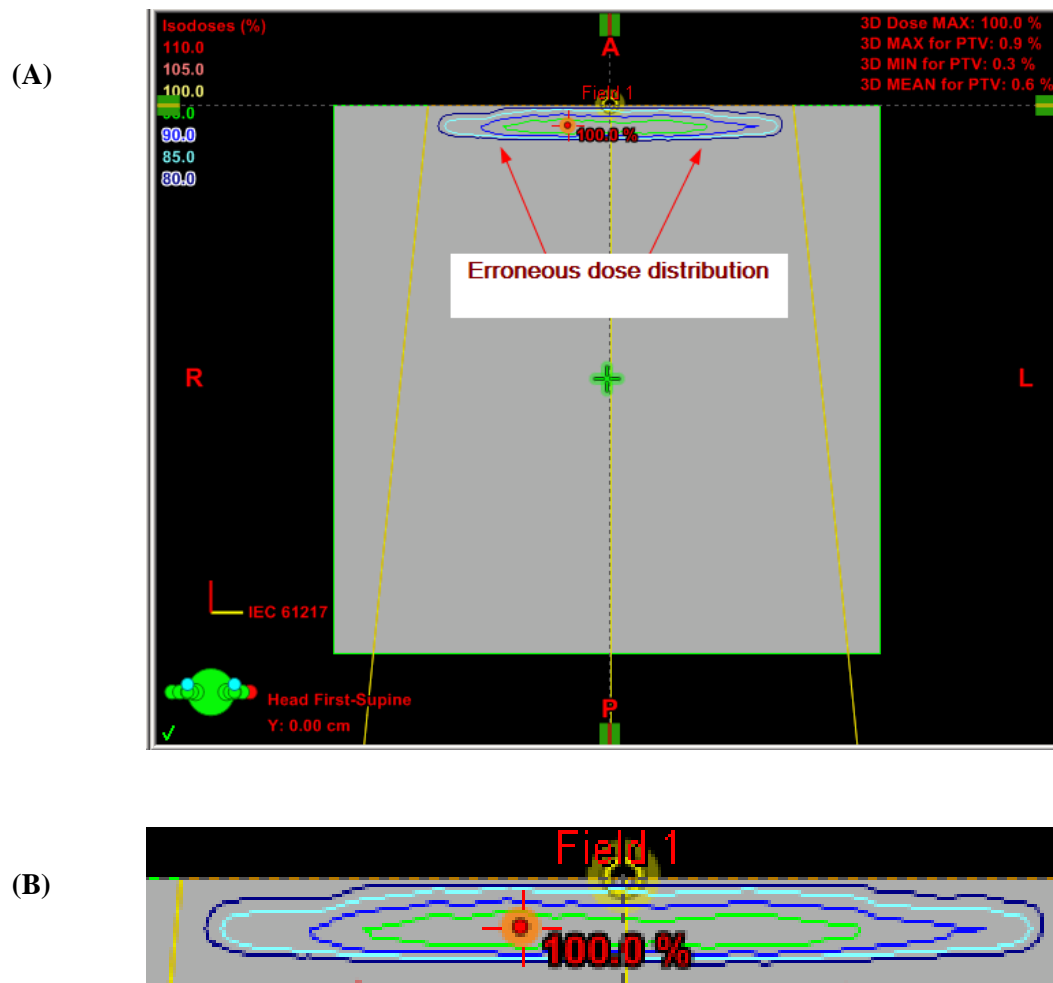 (A)
Isodoses (%)
110.0
105.0
100.0
90.0
85.0
80.0
A
3D Dose MAX: 100.0 %
3D MAX for PTV: 0.9 %
3D MIN for PTV: 0.3 %
3D MEAN for PTV: 0.6 %
Field 1
100.0 %
Erroneous dose distribution
R
L
IEC 61217
Head First-Supine
Y: 0.00 cm
P
(B)
Field 1
100.0 %